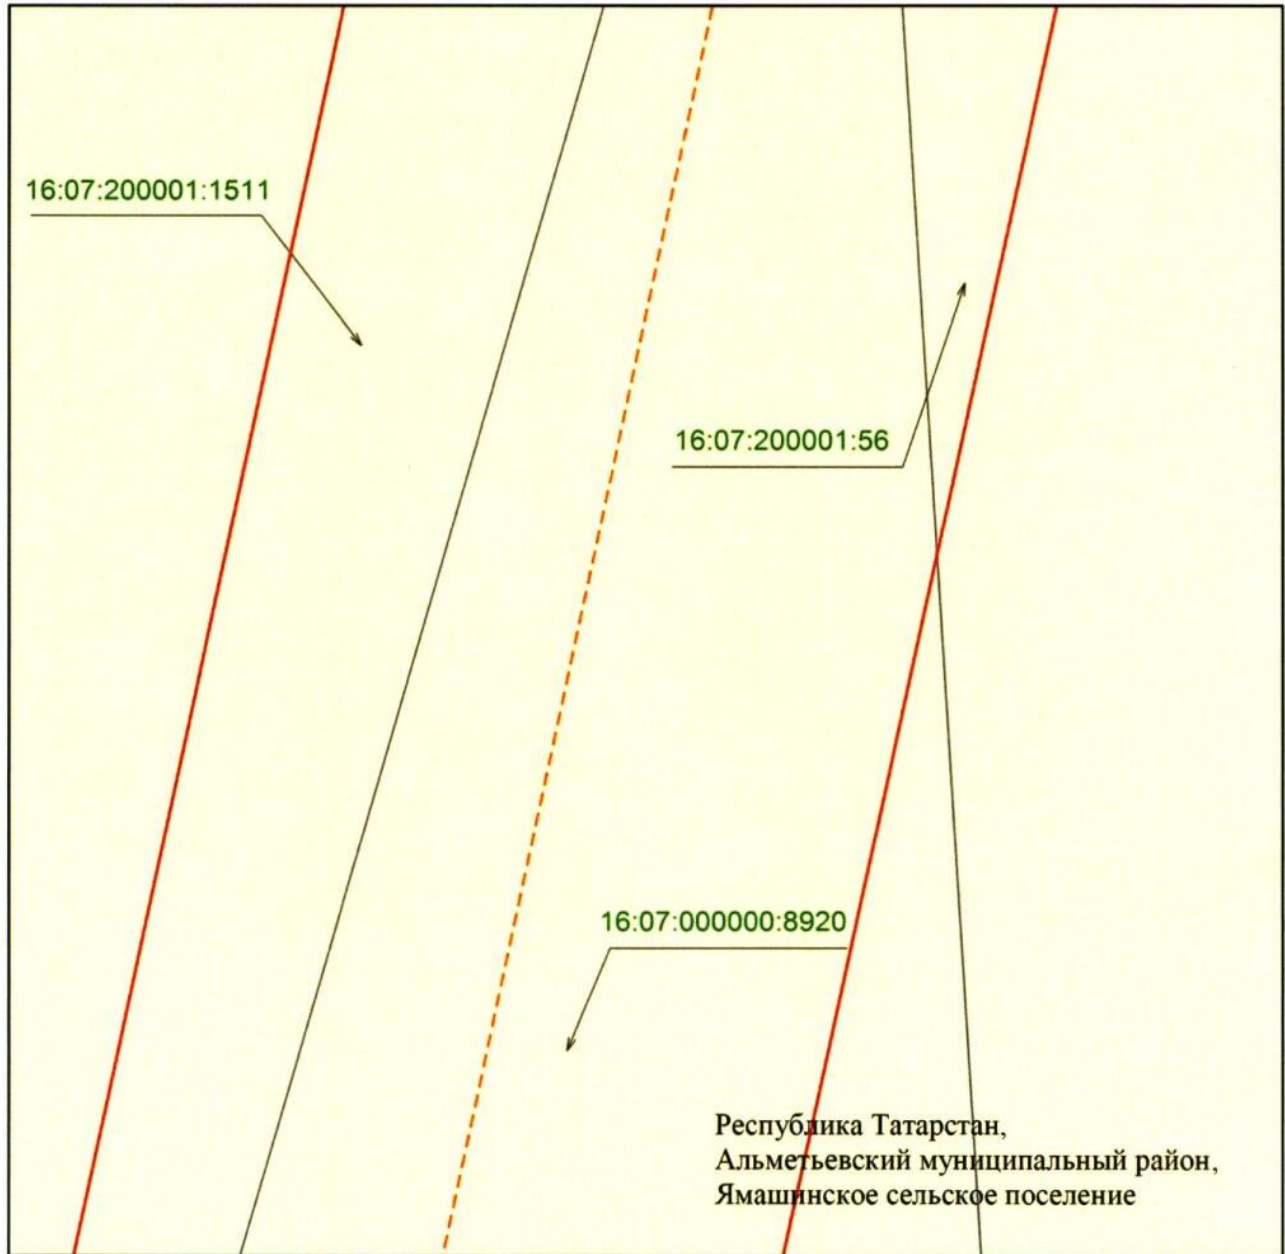 16:07:200001:1511
16:07:200001:56
16:07:000000:8920
Республика Татарстан,
Альметьевский муниципальный район,
Ямашинское сельское поселение